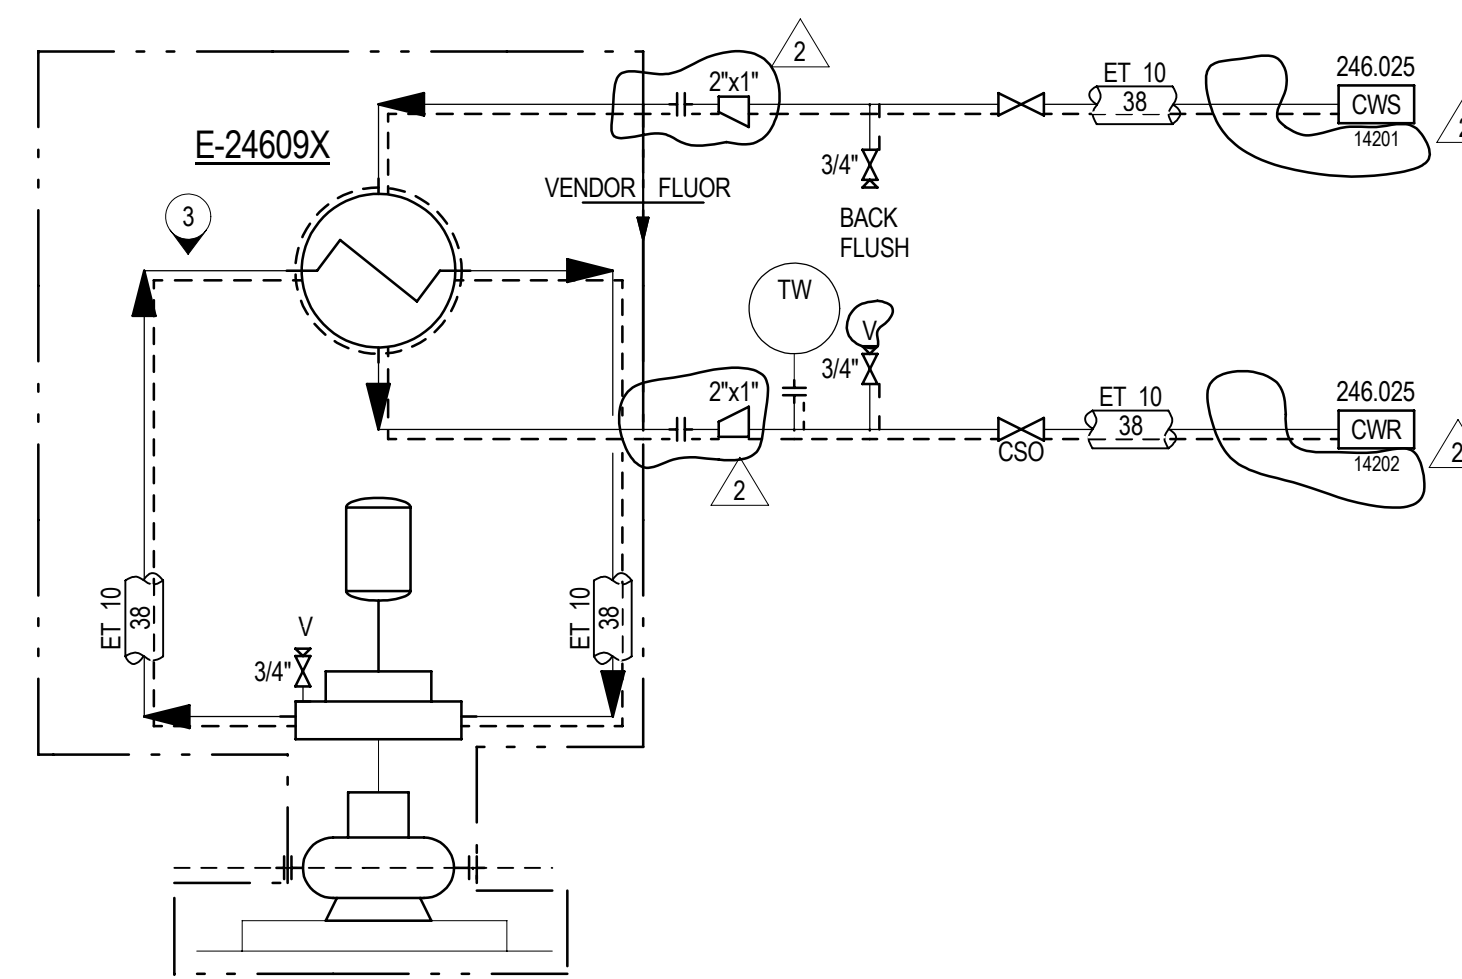 2
2"x1"
ET 10
38
246.025
CWS
14201
2
E-24609X
3/4"
VENDOR FLUOR
3
BACK
FLUSH
TW
V
3/4"
2"x1"
ET 10
38
246.025
CWR
14202
2
CSO
2
ET 10
38
ET 10
38
V
3/4"